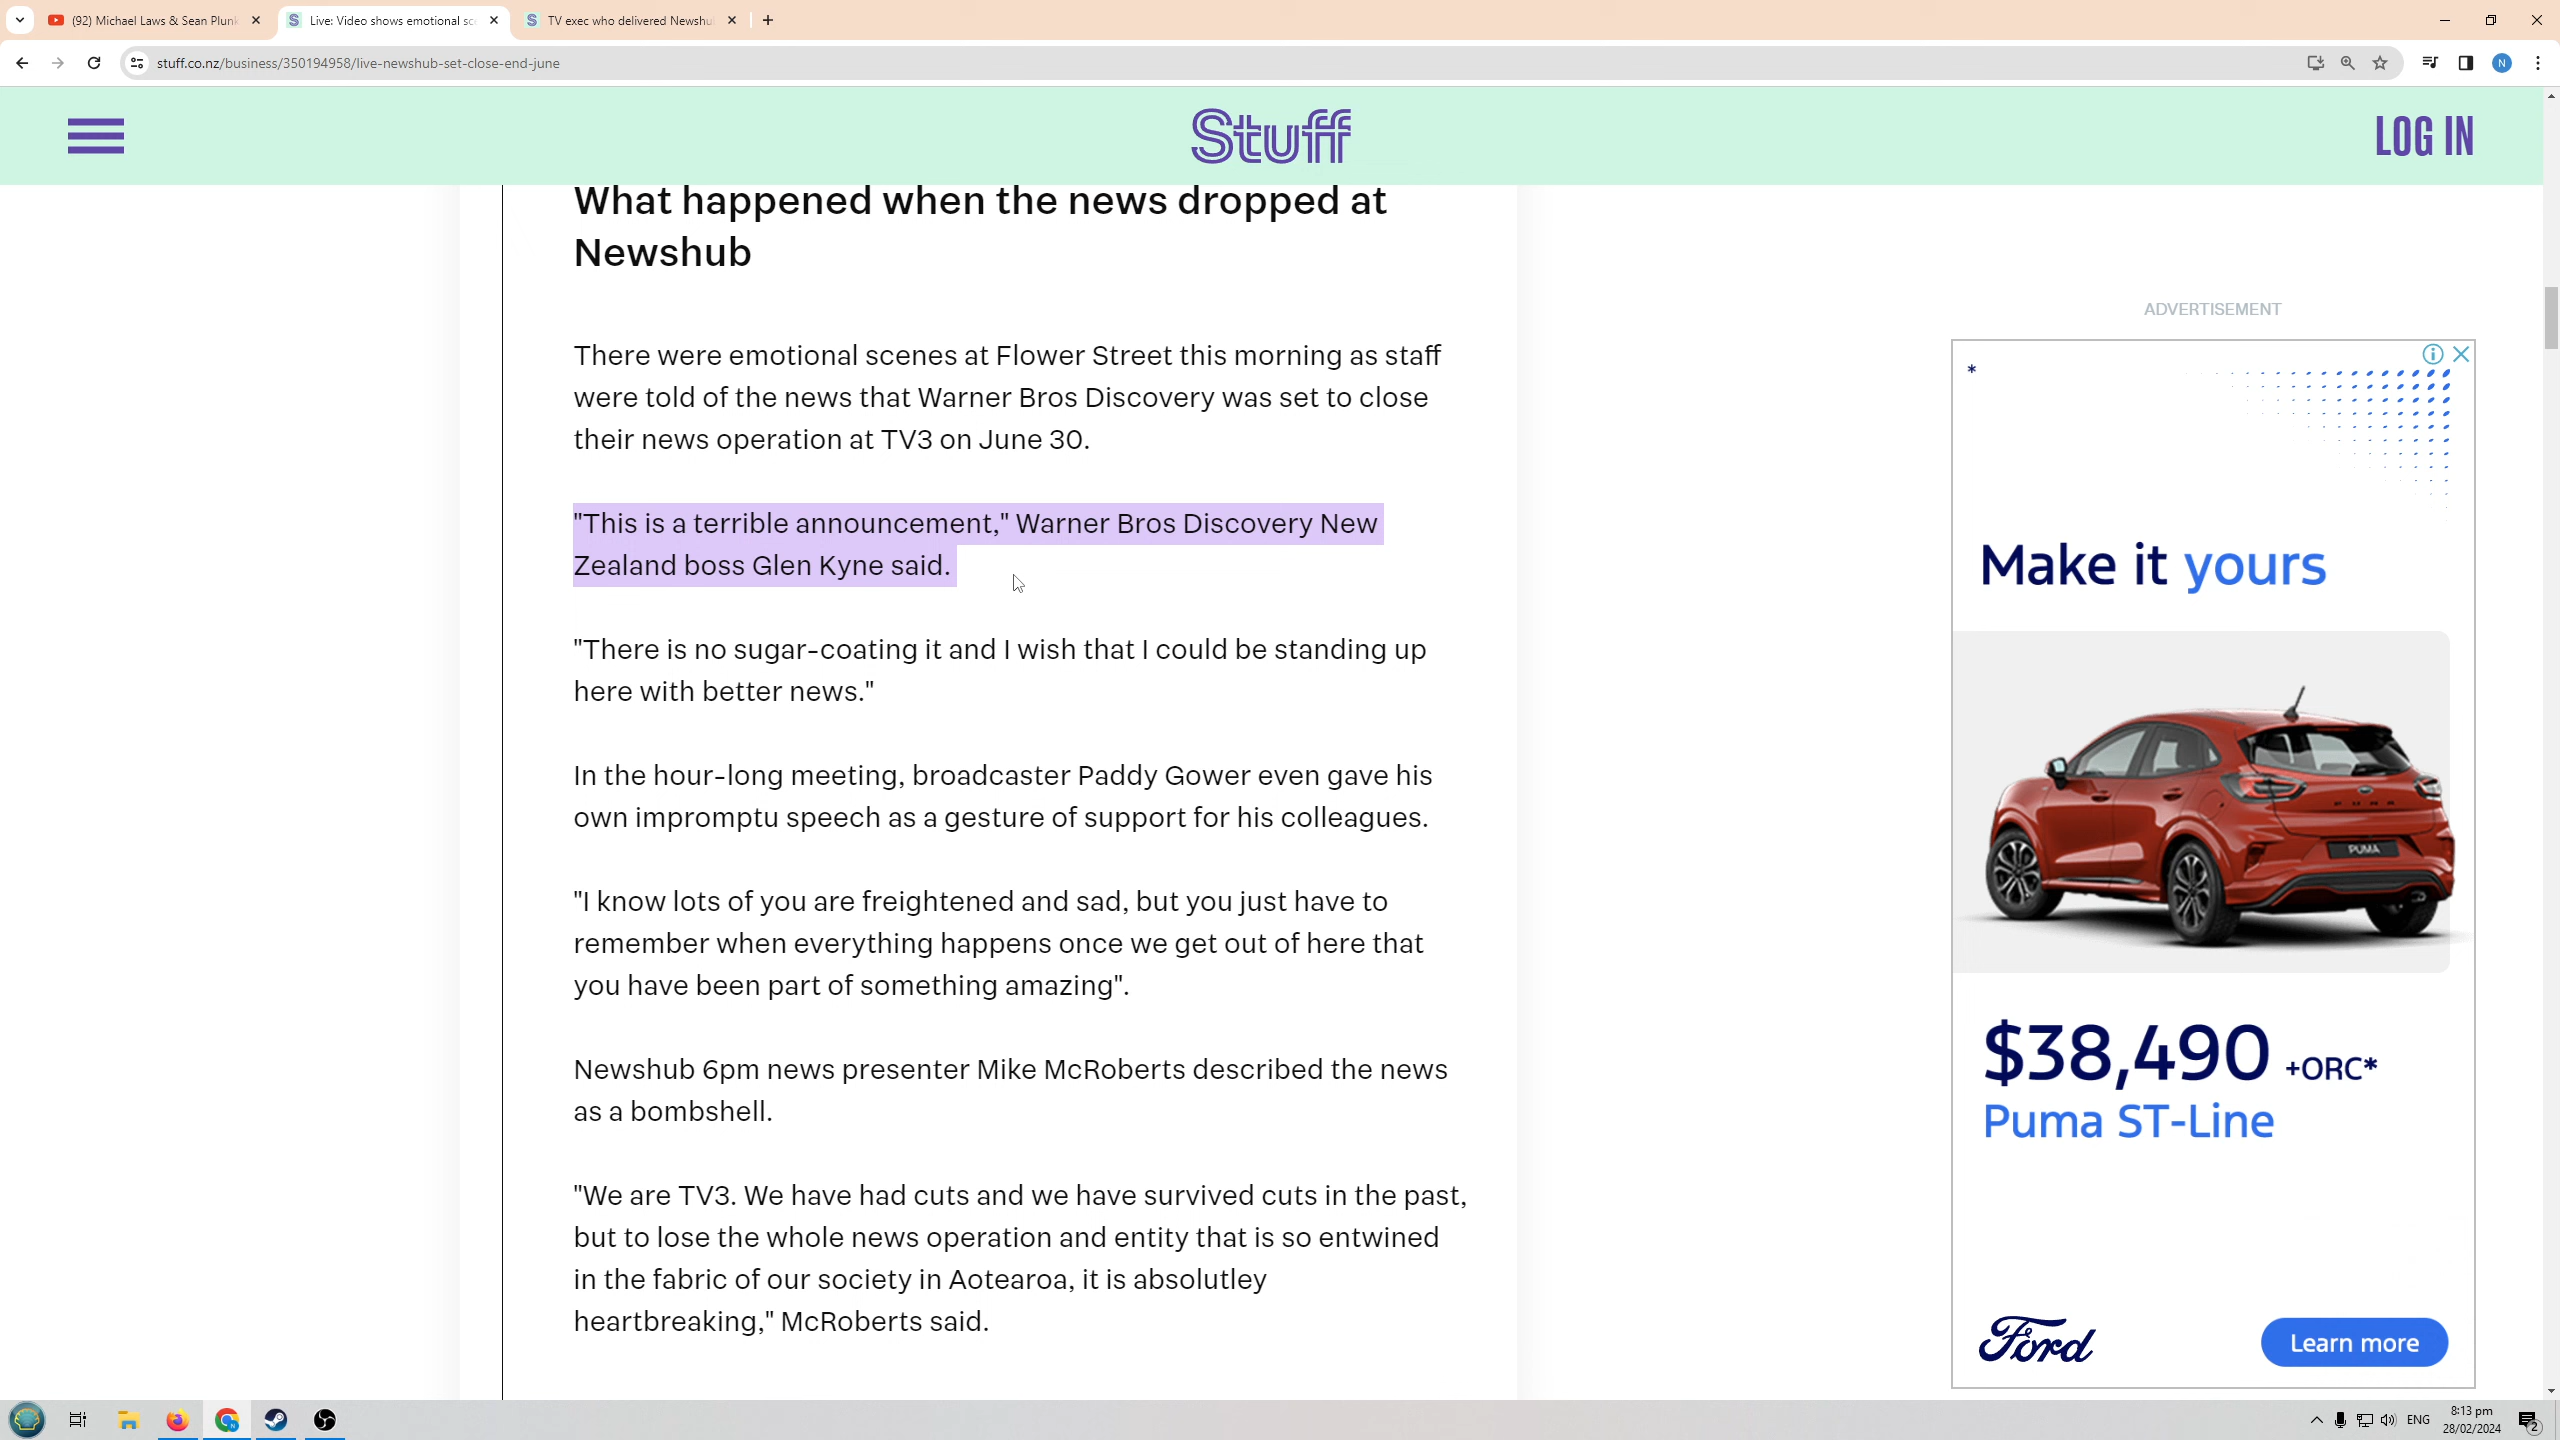 (92) Michael Laws & Sean Plunk
Live: Video shows emotional sc
TV exec who delivered Newshu
stuff.co.nz/business/350194958/live-newshub-set-close-end-june
N
Stuff
LOG IN
What happened when the news dropped at
Newshub
There were emotional scenes at Flower Street this morning as staff
were told of the news that Warner Bros Discovery was set to close
their news operation at TV3 on June 30.
"This is a terrible announcement," Warner Bros Discovery New
Zealand boss Glen Kyne said.
"There is no sugar-coating it and I wish that I could be standing up
here with better news."
In the hour-long meeting, broadcaster Paddy Gower even gave his
own impromptu speech as a gesture of support for his colleagues.
"I know lots of you are freightened and sad, but you just have to
remember when everything happens once we get out of here that
you have been part of something amazing".
Newshub 6pm news presenter Mike McRoberts described the news
as a bombshell.
"We are TV3. We have had cuts and we have survived cuts in the past,
but to lose the whole news operation and entity that is so entwined
in the fabric of our society in Aotearoa, it is absolutley
heartbreaking," McRoberts said.
ADVERTISEMENT
*
Make it yours
PUMA
PUMA
$38,490 +ORC*
Puma ST-Line
Ford
Learn more
ENG
8:13 pm
28/02/2024
2